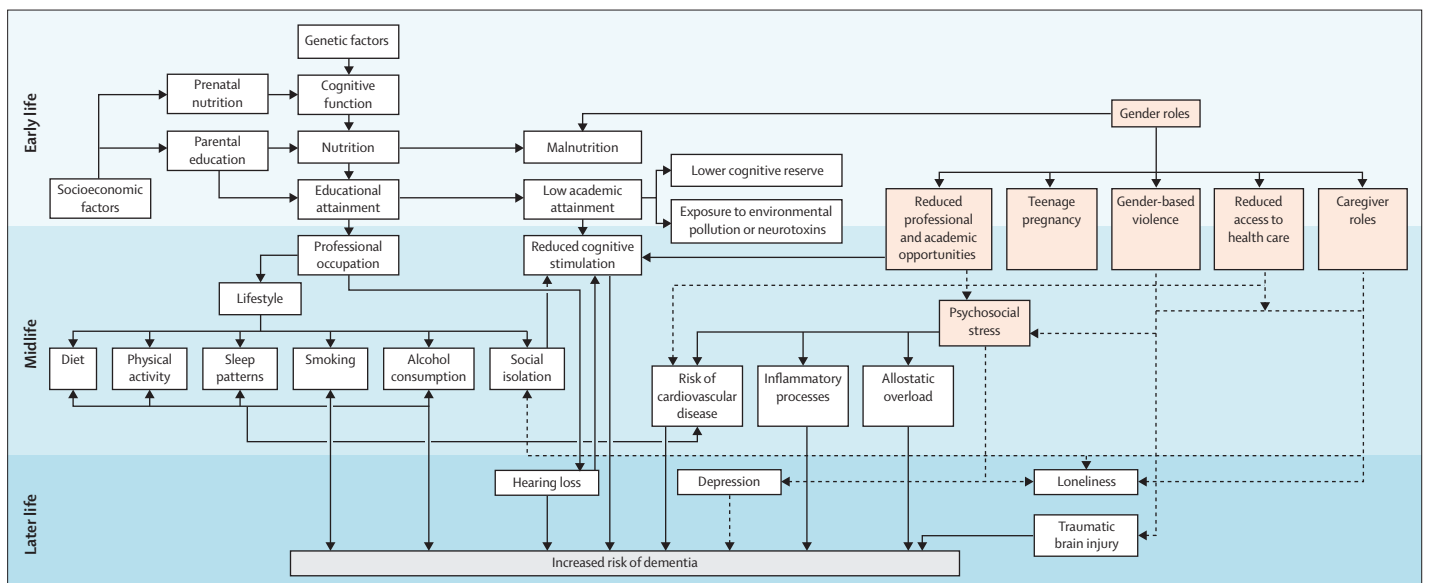 Early life
Genetic factors
Prenatal
nutrition
Cognitive
function
Gender roles
Parental
education
Nutrition
Malnutrition
Lower cognitive reserve
Socioeconomic
factors
Educational
attainment
Low academic
attainment
Exposure to environmental
pollution or neurotoxins
Reduced
professional
and academic
opportunities
Teenage
pregnancy
Gender-based
violence
Reduced
access to
health care
Caregiver
roles
Midlife
Professional
occupation
Reduced cognitive
stimulation
Lifestyle
Psychosocial
stress
Diet
Physical
activity
Sleep
patterns
Smoking
Alcohol
consumption
Social
isolation
Risk of
cardiovascular
disease
Inflammatory
processes
Allostatic
overload
Later life
Hearing loss
Depression
Loneliness
Traumatic
brain injury
Increased risk of dementia